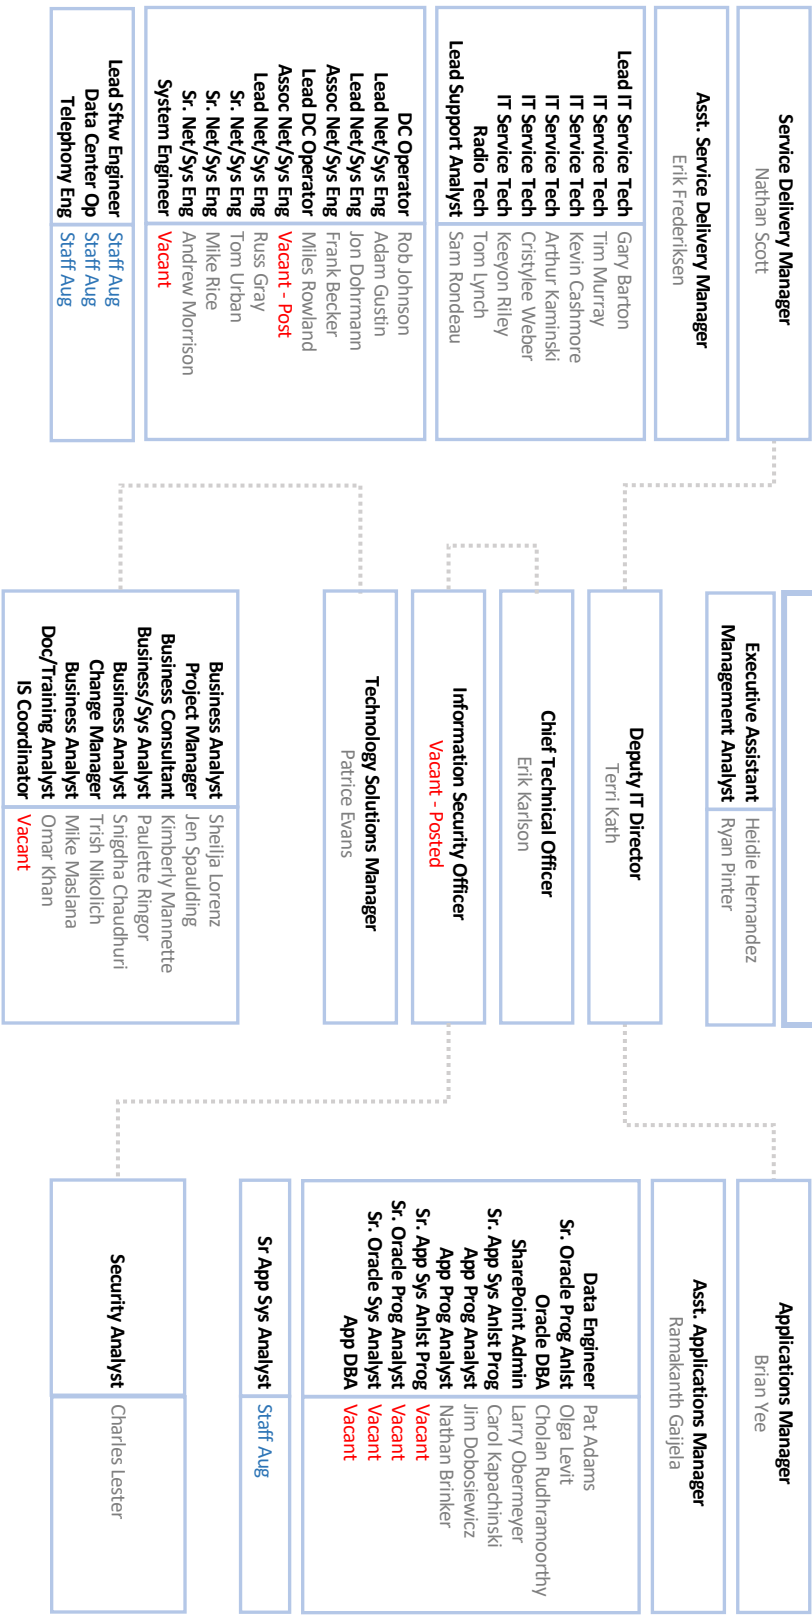 Service Delivery Manager
Nathan Scott
Asst. Service Delivery Manager
Erik Frederiksen
Lead IT Service Tech Gary Barton
IT Service Tech Tim Murray
IT Service Tech Kevin Cashmore
IT Service Tech Arthur Kaminski
IT Service Tech Cristylee Weber
IT Service Tech Keeyon Riley
Radio Tech Tom Lynch
Lead Support Analyst Sam Rondeau
DC Operator Rob Johnson
Lead Net/Sys Eng Adam Gustin
Lead Net/Sys Eng Jon Dohrmann
Assoc Net/Sys Eng Frank Becker
Lead DC Operator Miles Rowland
Assoc Net/Sys Eng Vacant - Post
Lead Net/Sys Eng Russ Gray
Sr. Net/Sys Eng Tom Urban
Sr. Net/Sys Eng Mike Rice
Sr. Net/Sys Eng Andrew Morrison
System Engineer Vacant
Lead Sftw Engineer Staff Aug
Data Center Op Staff Aug
Telephony Eng Staff Aug
Executive Assistant Heidie Hernandez
Management Analyst Ryan Pinter
Deputy IT Director
Terri Kath
Chief Technical Officer
Erik Karlson
Information Security Officer
Vacant - Posted
Technology Solutions Manager
Patrice Evans
Business Analyst Sheilja Lorenz
Project Manager Jen Spaulding
Business Consultant Kimberly Mannette
Business/Sys Analyst Paulette Ringor
Business Analyst Snigdha Chaudhuri
Change Manager Trish Nikolich
Business Analyst Mike Maslana
Doc/Training Analyst Omar Khan
IS Coordinator Vacant
Applications Manager
Brian Yee
Asst. Applications Manager
Ramakanth Gaijela
Data Engineer Pat Adams
Sr. Oracle Prog Anlst Olga Levit
Oracle DBA Cholan Rudhramoorthy
SharePoint Admin Larry Obermeyer
Sr. App Sys Anlst Prog Carol Kapachinski
App Prog Analyst Jim Dobosiewicz
App Prog Analyst Nathan Brinker
Sr. App Sys Anlst Prog Vacant
Sr. Oracle Prog Analyst Vacant
Sr. Oracle Sys Analyst Vacant
App DBA Vacant
Sr App Sys Analyst Staff Aug
Security Analyst Charles Lester